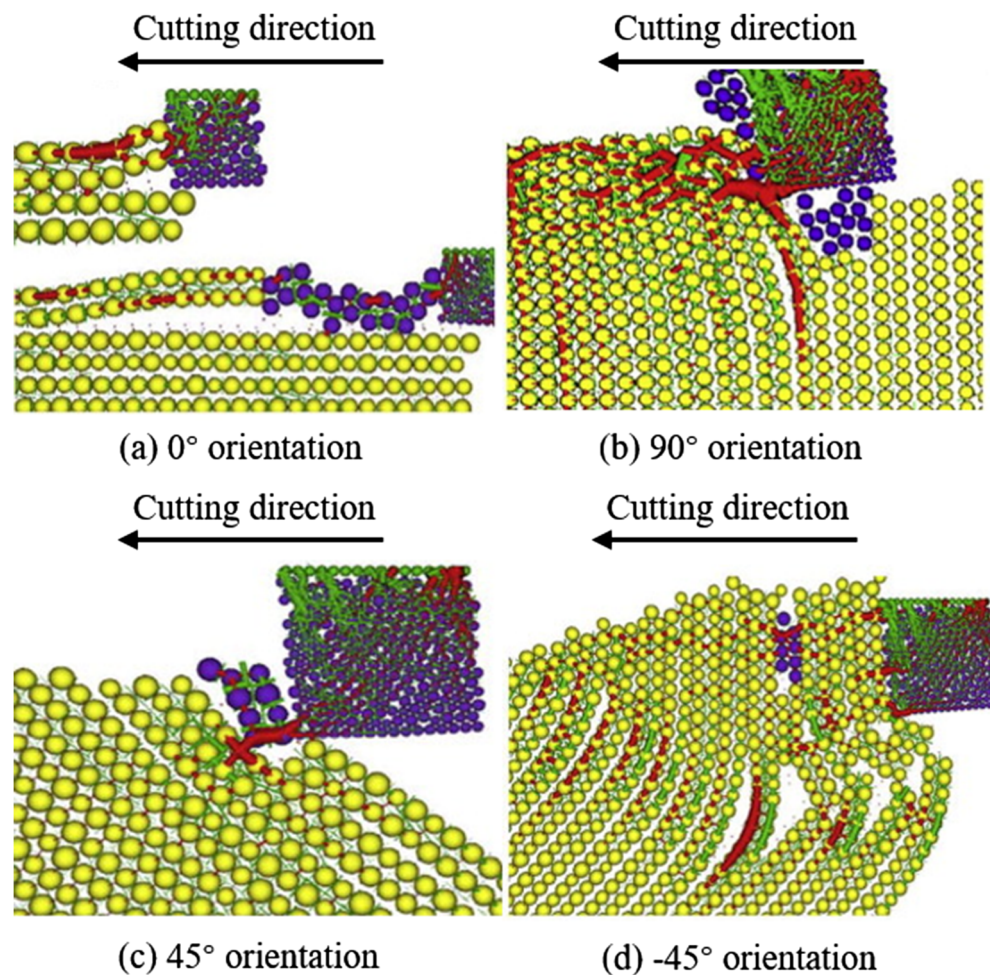 Cutting direction
Cutting direction
(a) 0° orientation
(b) 90° orientation
Cutting direction
Cutting direction
(c) 45° orientation
(d) -45° orientation